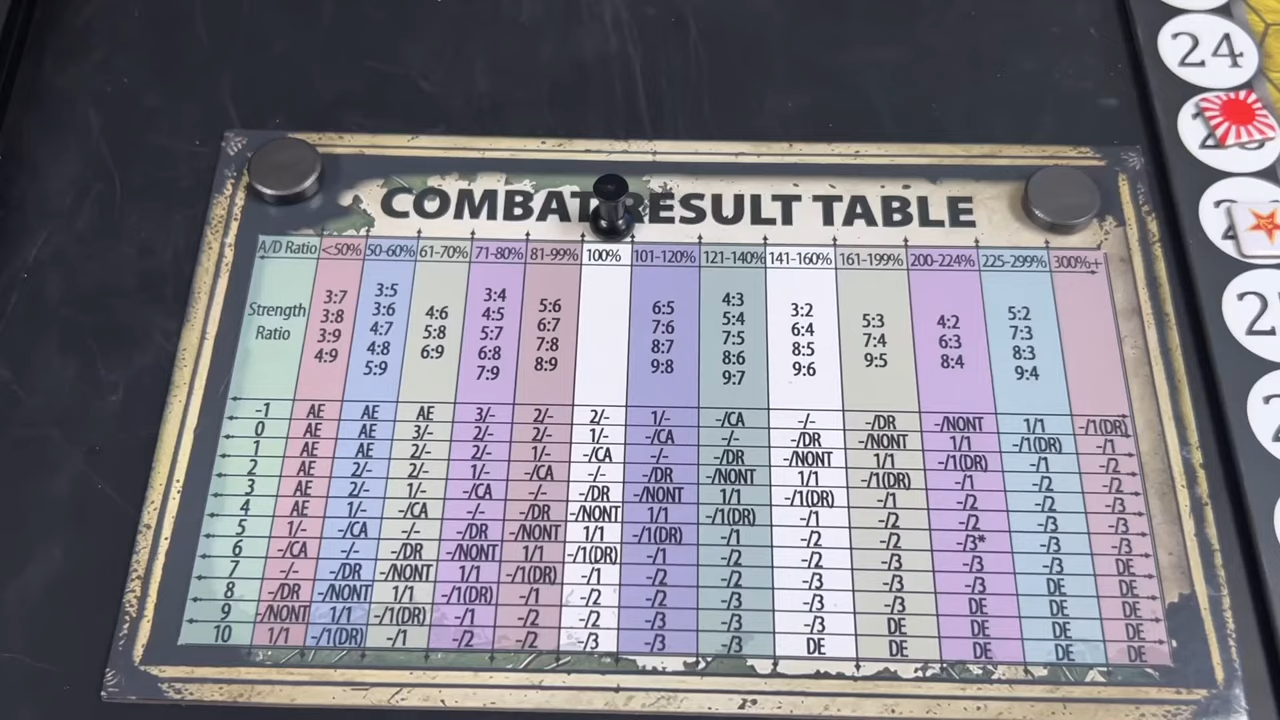 COMBAT RESULT TABLE
A/D Ratio <50% 50-60% 61-70% 71-80% 81-99% 100% 101-120% 121-140% 141-160% 161-199% 200-224% 225-299% 300%+
Strength
Ratio
3:7
3:8
3:9
4:9
3:5
3:6
4:7
4:8
5:9
4:6
5:8
6:9
3:4
4:5
5:7
6:8
7:9
5:6
6:7
7:8
8:9
6:5
7:6
8:7
9:8
4:3
5:4
7:5
8:6
9:7
3:2
6:4
8:5
9:6
5:3
7:4
9:5
4:2
6:3
8:4
5:2
7:3
8:3
9:4
-1 AE AE AE 3/- 2/- 2/- 1/- -/CA -/- -/DR -/NONT 1/1 -/1(DR)
0 AE AE 3/- 2/- 2/- 1/- -/CA -/- -/DR -/NONT 1/1 -/1(DR) -/1
1 AE AE 2/- 2/- 1/- -/CA -/- -/DR -/NONT 1/1 -/1(DR) -/1 -/2
2 AE 2/- 2/- 1/- -/CA -/- -/DR -/NONT 1/1 -/1(DR) -/1 -/2 -/2
3 AE 2/- 1/- -/CA -/- -/DR -/NONT 1/1 -/1(DR) -/1 -/2 -/2 -/3
4 AE 1/- -/CA -/- -/DR -/NONT 1/1 -/1(DR) -/1 -/2 -/2 -/3 -/3
5 1/- -/CA -/- -/DR -/NONT 1/1 -/1(DR) -/1 -/2 -/2 -/3* -/3 -/3
6 -/CA -/- -/DR -/NONT 1/1 -/1(DR) -/1 -/2 -/2 -/3 -/3 -/3 DE
7 -/- -/DR -/NONT 1/1 -/1(DR) -/1 -/2 -/2 -/3 -/3 -/3 DE DE
8 -/DR -/NONT 1/1 -/1(DR) -/1 -/2 -/2 -/3 -/3 -/3 DE DE DE
9 -/NONT 1/1 -/1(DR) -/1 -/2 -/2 -/3 -/3 -/3 DE DE DE DE
10 1/1 -/1(DR) -/1 -/2 -/2 -/3 -/3 -/3 DE DE DE DE DE
24